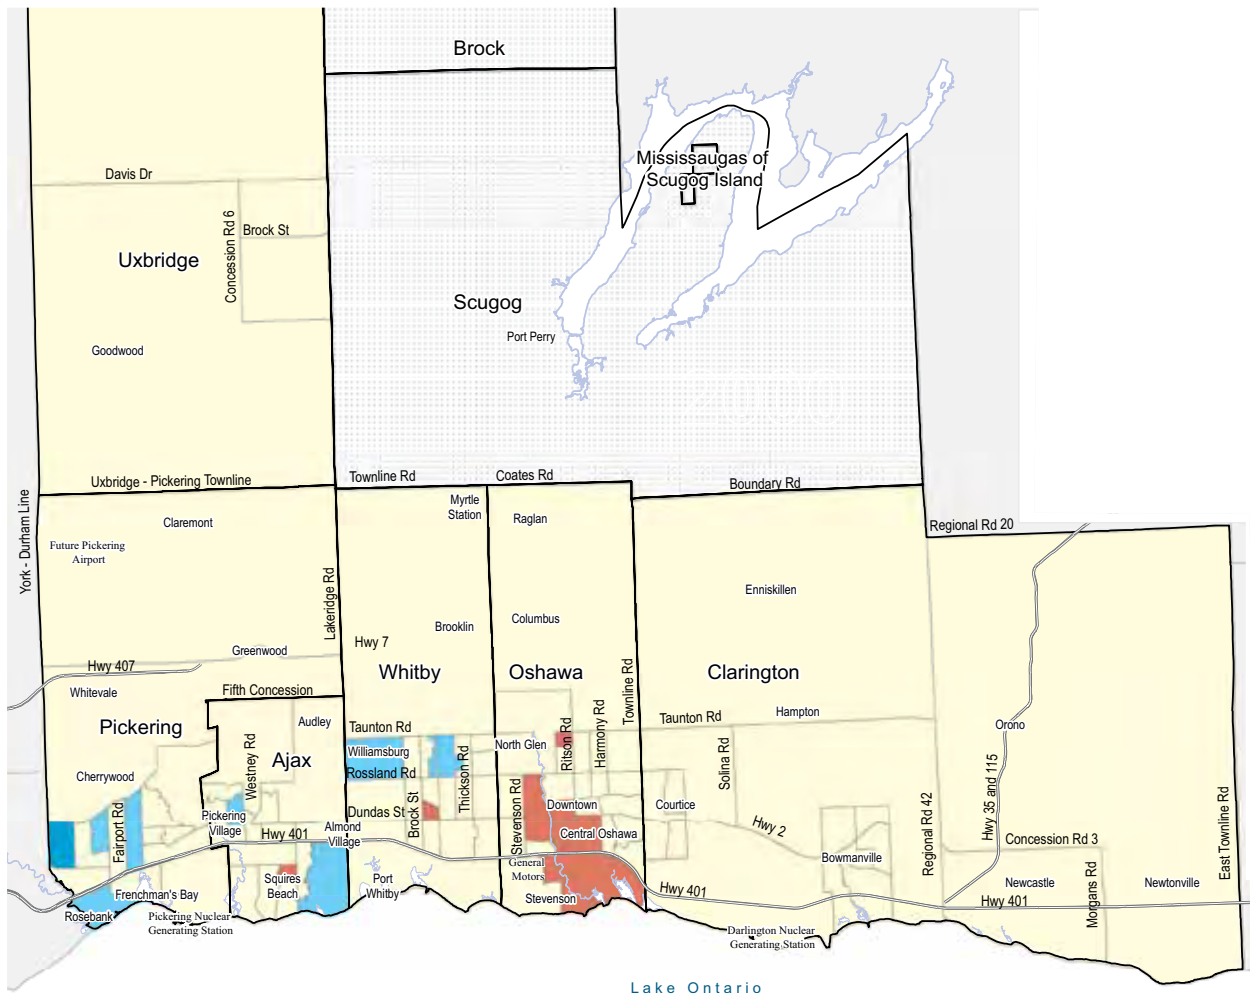 Brock
Mississaugas of
Scugog Island
Davis Dr
Concession Rd 6
Brock St
Uxbridge
Scugog
Port Perry
Goodwood
Uxbridge - Pickering Townline
Townline Rd
Coates Rd
Boundary Rd
Regional Rd 20
York - Durham Line
Claremont
Myrtle
Station
Raglan
Future Pickering
Airport
Lakeridge Rd
Enniskillen
Columbus
Brooklin
Hwy 7
Greenwood
Hwy 407
Whitby
Oshawa
Clarington
Townline Rd
Whitevale
Fifth Concession
Pickering
Audley
Taunton Rd
Taunton Rd
Hampton
Orono
Westney Rd
Ajax
Williamsburg
Rossland Rd
Thickson Rd
North Glen
Ritson Rd
Harmony Rd
Solina Rd
Cherrywood
Hwy 35 and 115
Fairport Rd
Pickering
Village
Dundas St
Brock St
Stevenson Rd
Downtown
Courtice
Regional Rd 42
East Townline Rd
Hwy 401
Almond
Village
Central Oshawa
Hwy 2
Concession Rd 3
Bowmanville
General
Motors
Squires
Beach
Port
Whitby
Frenchman's Bay
Stevenson
Hwy 401
Newcastle
Newtonville
Hwy 401
Morgans Rd
Rosebank
Pickering Nuclear
Generating Station
Darlington Nuclear
Generating Station
Lake Ontario